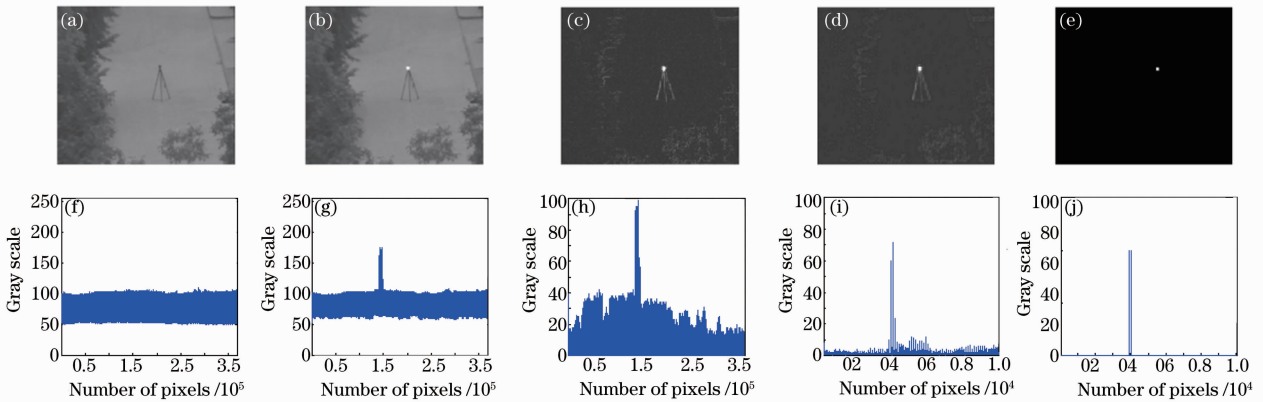 (a)
(b)
(c)
(d)
(e)
(f)
250
200
150
100
50
0
0.5
1.5
2.5
3.5
Gray scale
Number of pixels /10⁵
(g)
250
200
150
100
50
0
0.5
1.5
2.5
3.5
Gray scale
Number of pixels /10⁵
(h)
100
80
60
40
20
0
0.5
1.5
2.5
3.5
Gray scale
Number of pixels /10⁵
(i)
100
80
60
40
20
0
02
04
06
0.8
1.0
Gray scale
Number of pixels /10⁴
(j)
100
80
60
40
20
0
02
04
06
0.8
1.0
Gray scale
Number of pixels /10⁴